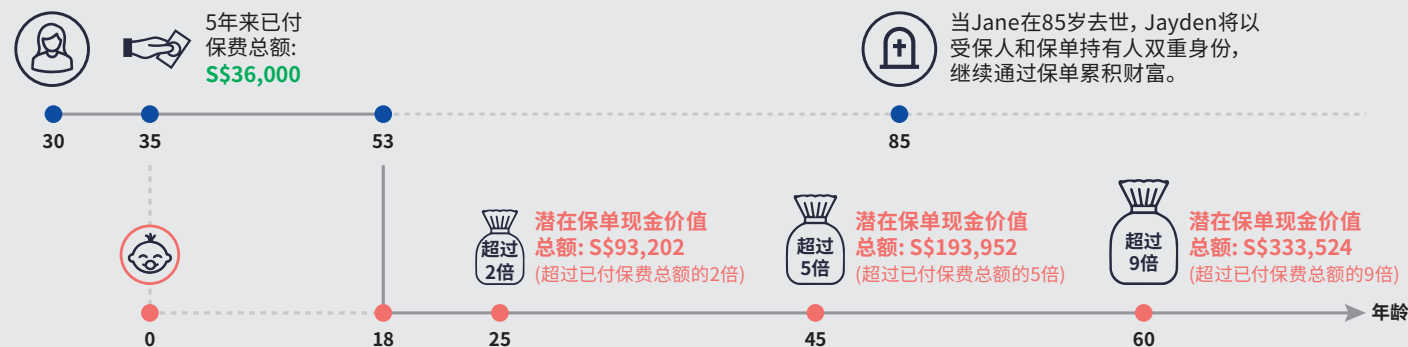 5年来已付
保费总额:
S$36,000
当Jane在85岁去世, Jayden将以
受保人和保单持有人双重身份,
继续通过保单累积财富。
30
35
53
85
超过
2倍
潜在保单现金价值
总额: S$93,202
(超过已付保费总额的2倍)
超过
5倍
潜在保单现金价值
总额: S$193,952
(超过已付保费总额的5倍)
超过
9倍
潜在保单现金价值
总额: S$333,524
(超过已付保费总额的9倍)
年龄
0
18
25
45
60